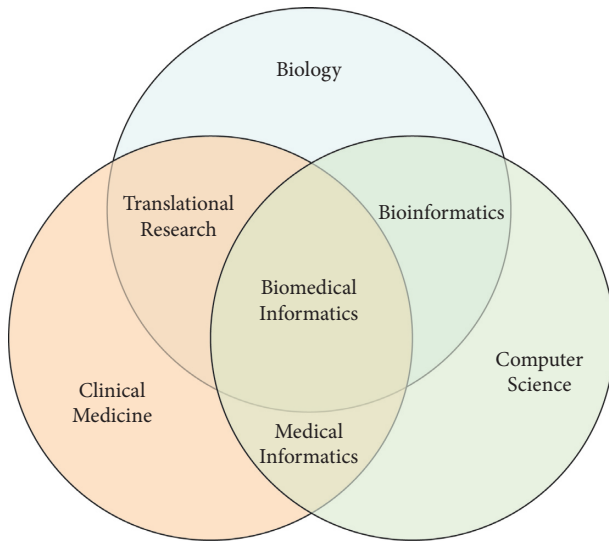 Biology
Translational
Research
Bioinformatics
Biomedical
Informatics
Computer
Science
Clinical
Medicine
Medical
Informatics